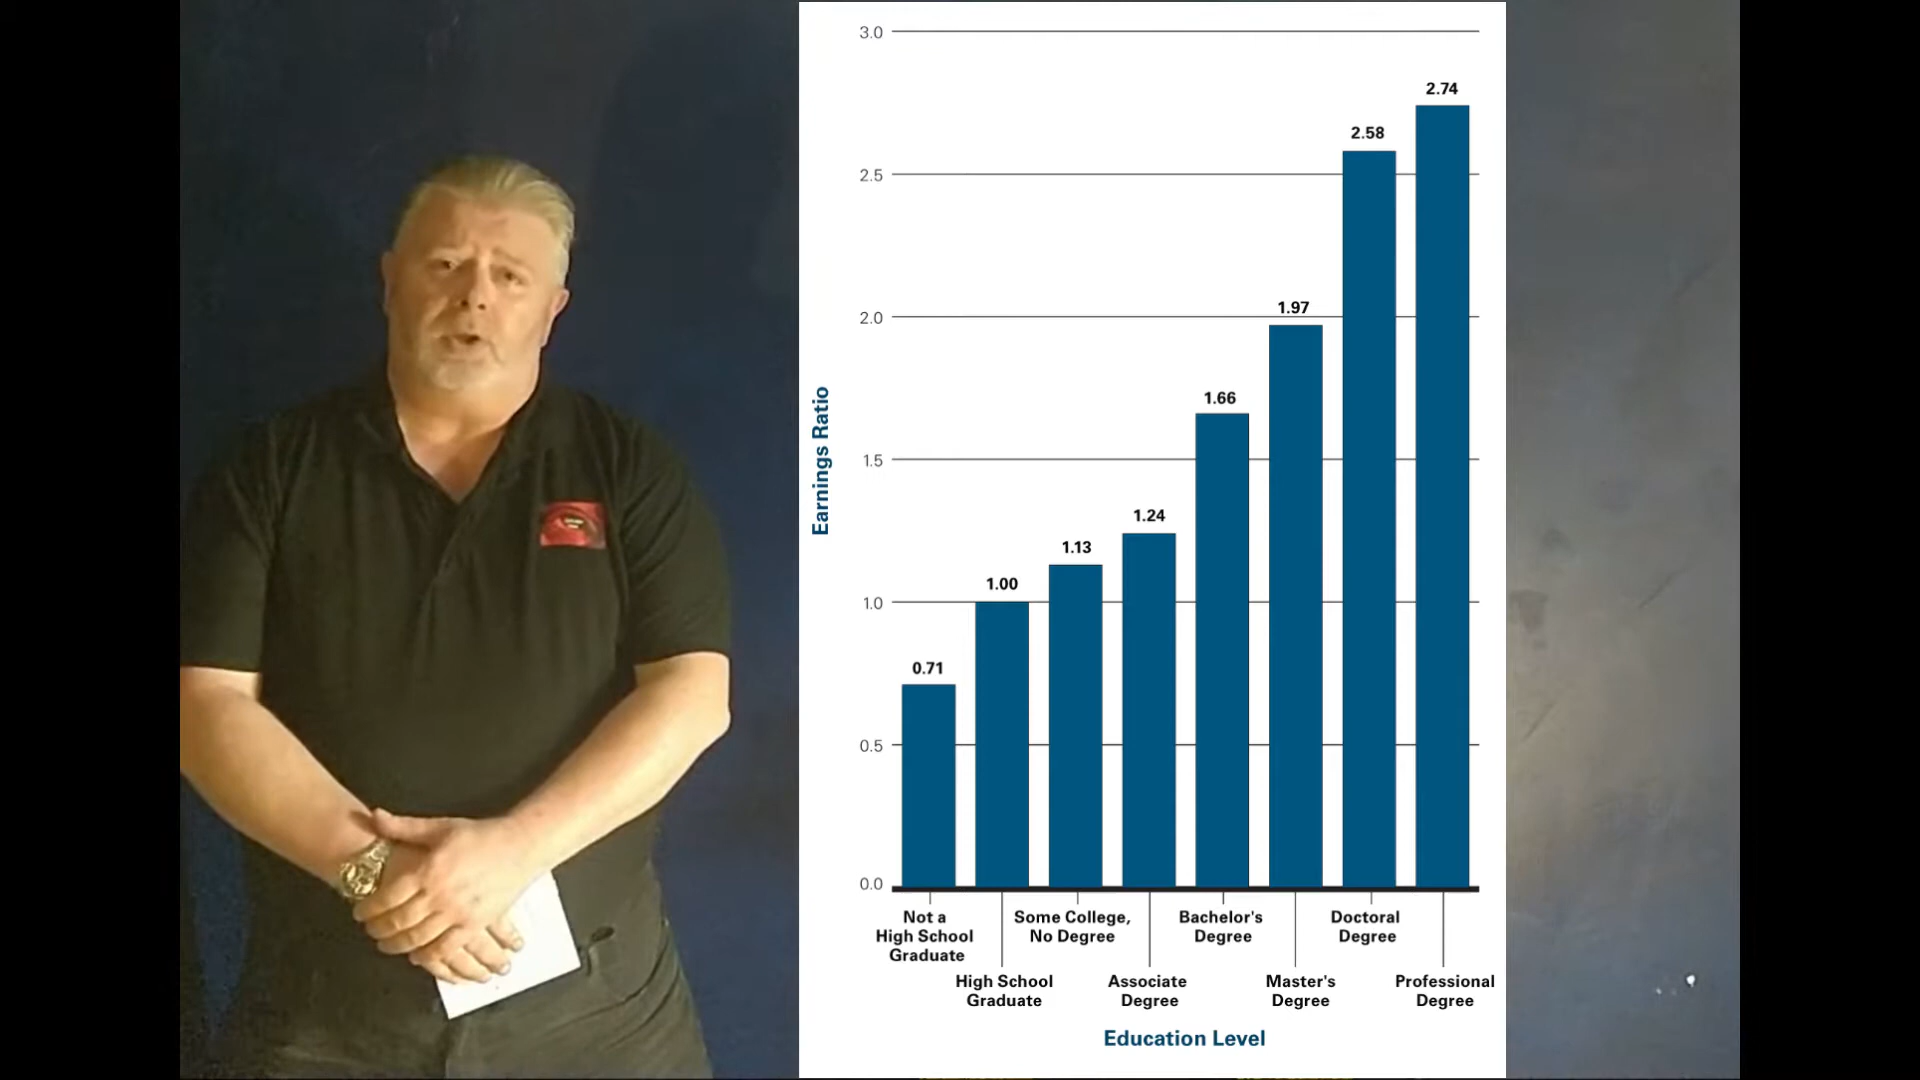 3.0
2.74
2.58
2.5
1.97
2.0
1.66
1.5
1.24
1.13
1.00
1.0
0.71
0.5
0.0
Earnings Ratio
Not a
High School
Graduate
High School
Graduate
Some College,
No Degree
Associate
Degree
Bachelor's
Degree
Master's
Degree
Doctoral
Degree
Professional
Degree
Education Level